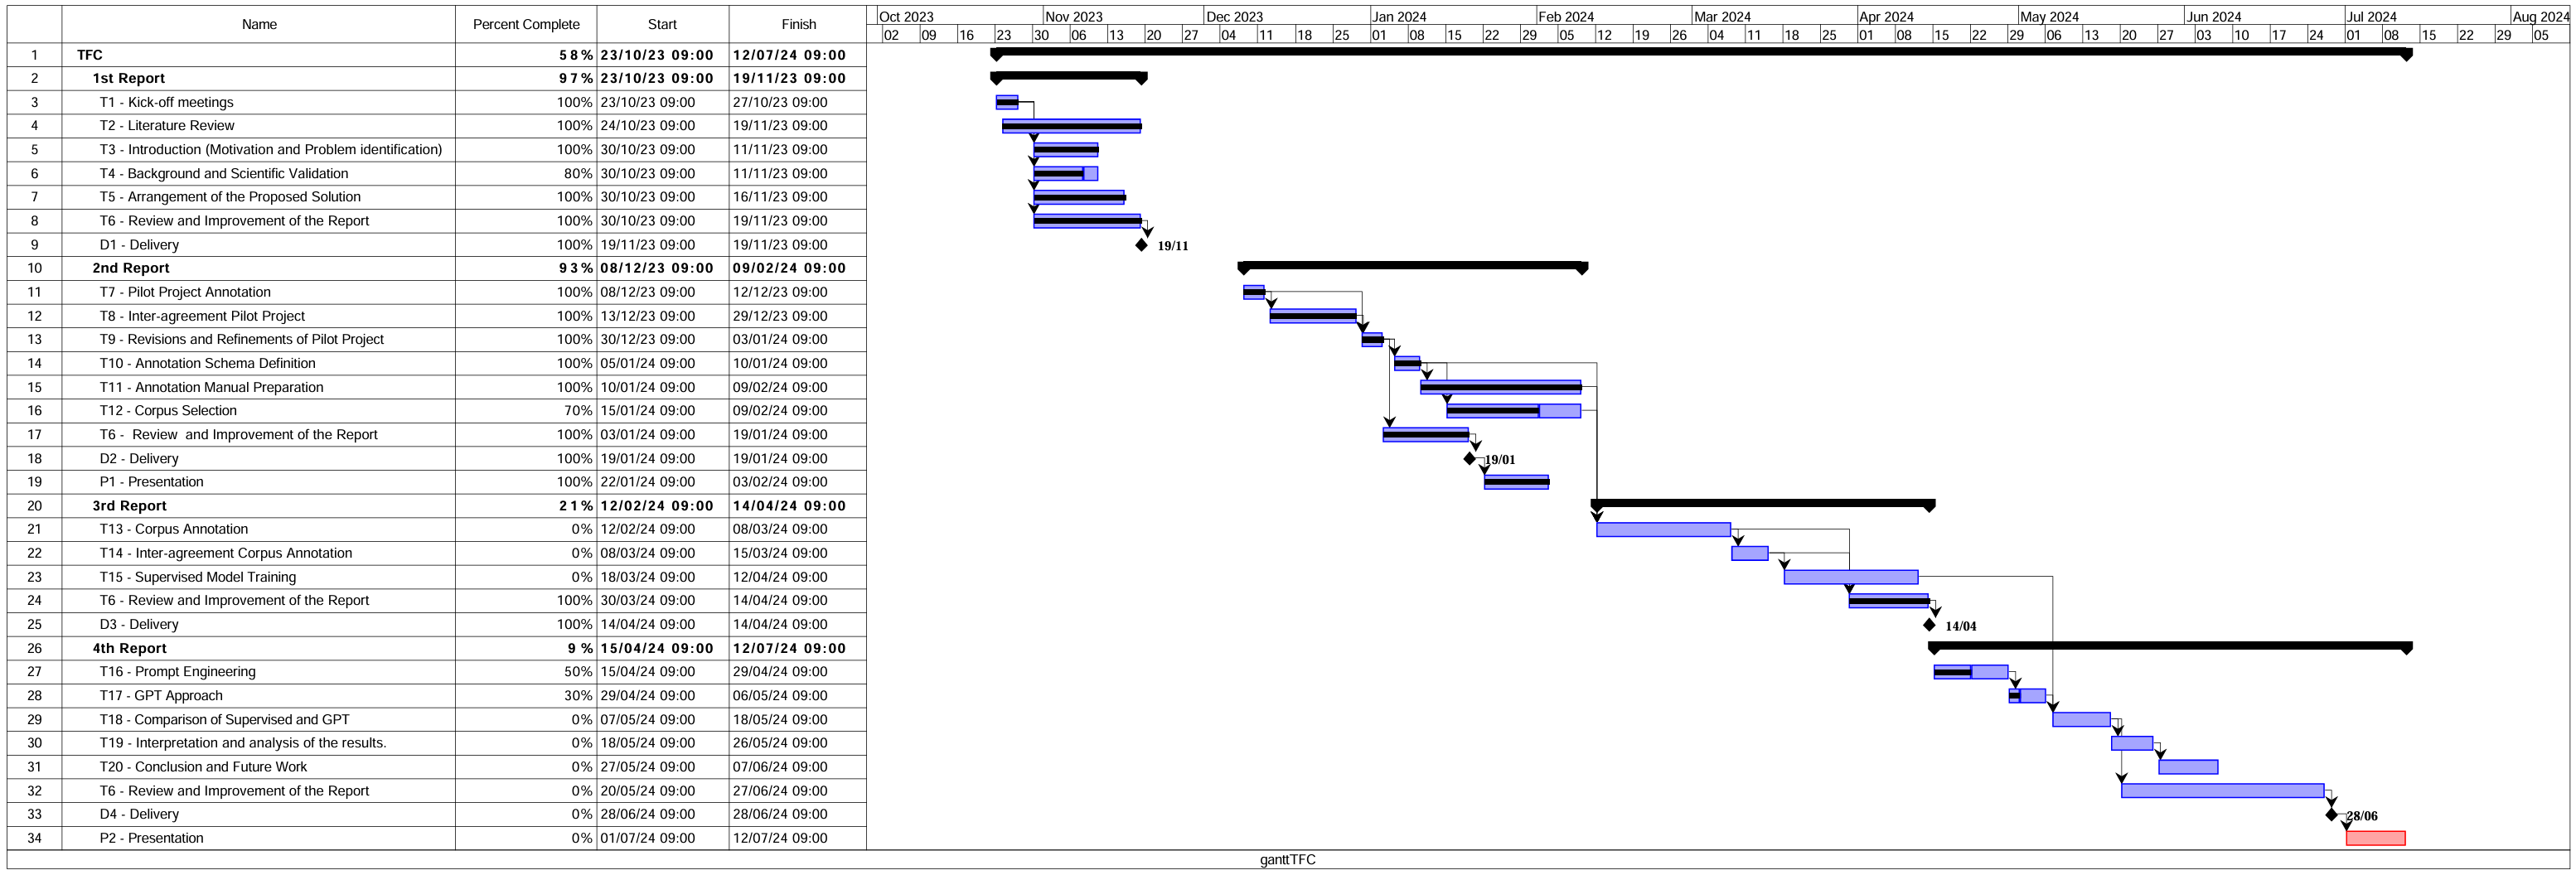 Name Percent Complete Start Finish Oct 2023 Nov 2023 Dec 2023 Jan 2024 Feb 2024 Mar 2024 Apr 2024 May 2024 Jun 2024 Jul 2024 Aug 2024
02 09 16 23 30 06 13 20 27 04 11 18 25 01 08 15 22 29 05 12 19 26 04 11 18 25 01 08 15 22 29 06 13 20 27 03 10 17 24 01 08 15 22 29 05
1 TFC 58% 23/10/23 09:00 12/07/24 09:00
2 1st Report 97% 23/10/23 09:00 19/11/23 09:00
3 T1 - Kick-off meetings 100% 23/10/23 09:00 27/10/23 09:00
4 T2 - Literature Review 100% 24/10/23 09:00 19/11/23 09:00
5 T3 - Introduction (Motivation and Problem identification) 100% 30/10/23 09:00 11/11/23 09:00
6 T4 - Background and Scientific Validation 80% 30/10/23 09:00 11/11/23 09:00
7 T5 - Arrangement of the Proposed Solution 100% 30/10/23 09:00 16/11/23 09:00
8 T6 - Review and Improvement of the Report 100% 30/10/23 09:00 19/11/23 09:00
9 D1 - Delivery 100% 19/11/23 09:00 19/11/23 09:00 19/11
10 2nd Report 93% 08/12/23 09:00 09/02/24 09:00
11 T7 - Pilot Project Annotation 100% 08/12/23 09:00 12/12/23 09:00
12 T8 - Inter-agreement Pilot Project 100% 13/12/23 09:00 29/12/23 09:00
13 T9 - Revisions and Refinements of Pilot Project 100% 30/12/23 09:00 03/01/24 09:00
14 T10 - Annotation Schema Definition 100% 05/01/24 09:00 10/01/24 09:00
15 T11 - Annotation Manual Preparation 100% 10/01/24 09:00 09/02/24 09:00
16 T12 - Corpus Selection 70% 15/01/24 09:00 09/02/24 09:00
17 T6 - Review and Improvement of the Report 100% 03/01/24 09:00 19/01/24 09:00
18 D2 - Delivery 100% 19/01/24 09:00 19/01/24 09:00 19/01
19 P1 - Presentation 100% 22/01/24 09:00 03/02/24 09:00
20 3rd Report 21% 12/02/24 09:00 14/04/24 09:00
21 T13 - Corpus Annotation 0% 12/02/24 09:00 08/03/24 09:00
22 T14 - Inter-agreement Corpus Annotation 0% 08/03/24 09:00 15/03/24 09:00
23 T15 - Supervised Model Training 0% 18/03/24 09:00 12/04/24 09:00
24 T6 - Review and Improvement of the Report 100% 30/03/24 09:00 14/04/24 09:00
25 D3 - Delivery 100% 14/04/24 09:00 14/04/24 09:00 14/04
26 4th Report 9% 15/04/24 09:00 12/07/24 09:00
27 T16 - Prompt Engineering 50% 15/04/24 09:00 29/04/24 09:00
28 T17 - GPT Approach 30% 29/04/24 09:00 06/05/24 09:00
29 T18 - Comparison of Supervised and GPT 0% 07/05/24 09:00 18/05/24 09:00
30 T19 - Interpretation and analysis of the results. 0% 18/05/24 09:00 26/05/24 09:00
31 T20 - Conclusion and Future Work 0% 27/05/24 09:00 07/06/24 09:00
32 T6 - Review and Improvement of the Report 0% 20/05/24 09:00 27/06/24 09:00
33 D4 - Delivery 0% 28/06/24 09:00 28/06/24 09:00 28/06
34 P2 - Presentation 0% 01/07/24 09:00 12/07/24 09:00
ganttTFC